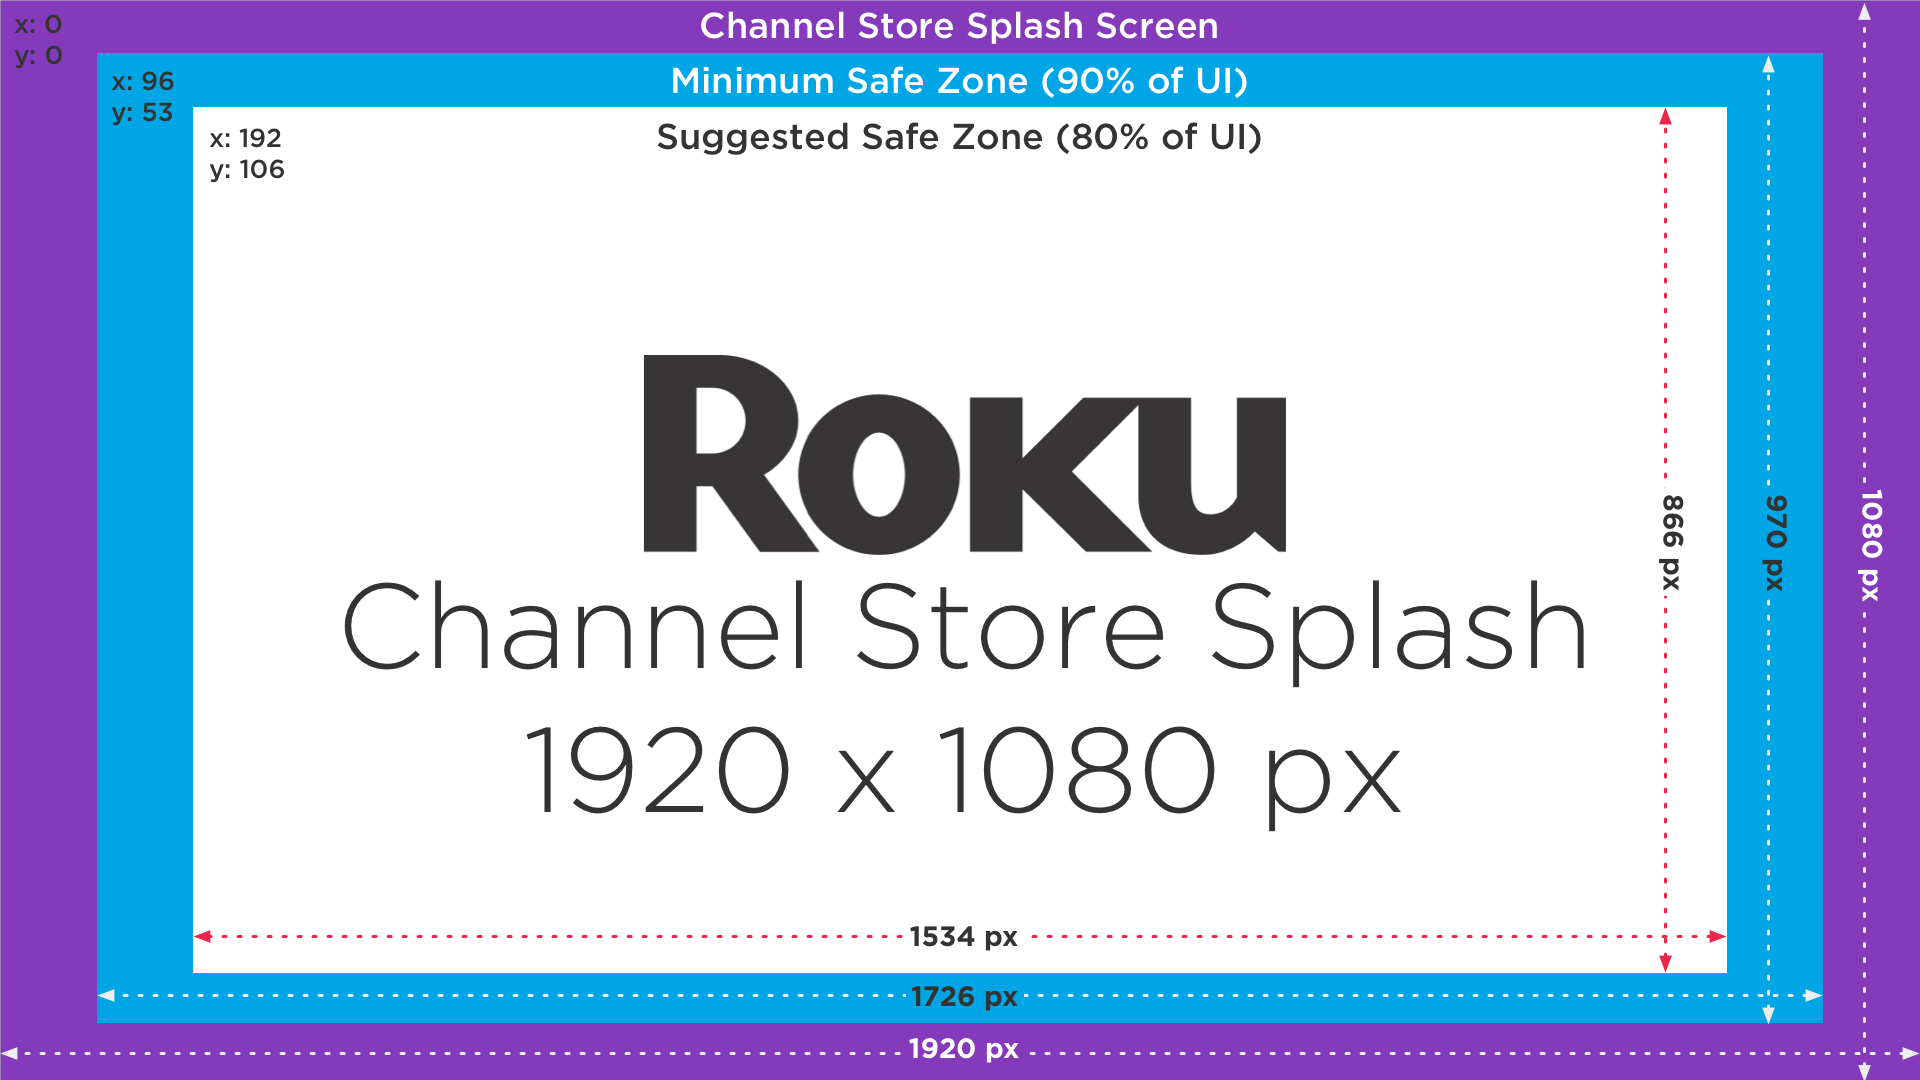 x: 0
y: 0
Channel Store Splash Screen
x: 96
y: 53
Minimum Safe Zone (90% of UI)
x: 192
y: 106
Suggested Safe Zone (80% of UI)
ROKU
Channel Store Splash
1920 x 1080 px
866 px
970 px
1080 px
1534 px
1726 px
1920 px